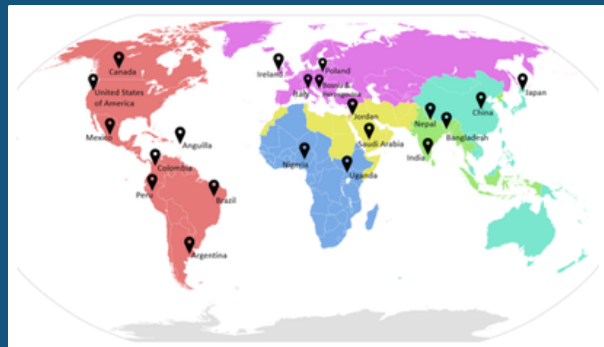 Canada
Ireland
Poland
United States
of America
Italy
Bosnia &
Herzegovina
Japan
China
Mexico
Anguilla
Jordan
Nepal
Saudi Arabia
Bangladesh
Colombia
Nigeria
India
Uganda
Peru
Brazil
Argentina